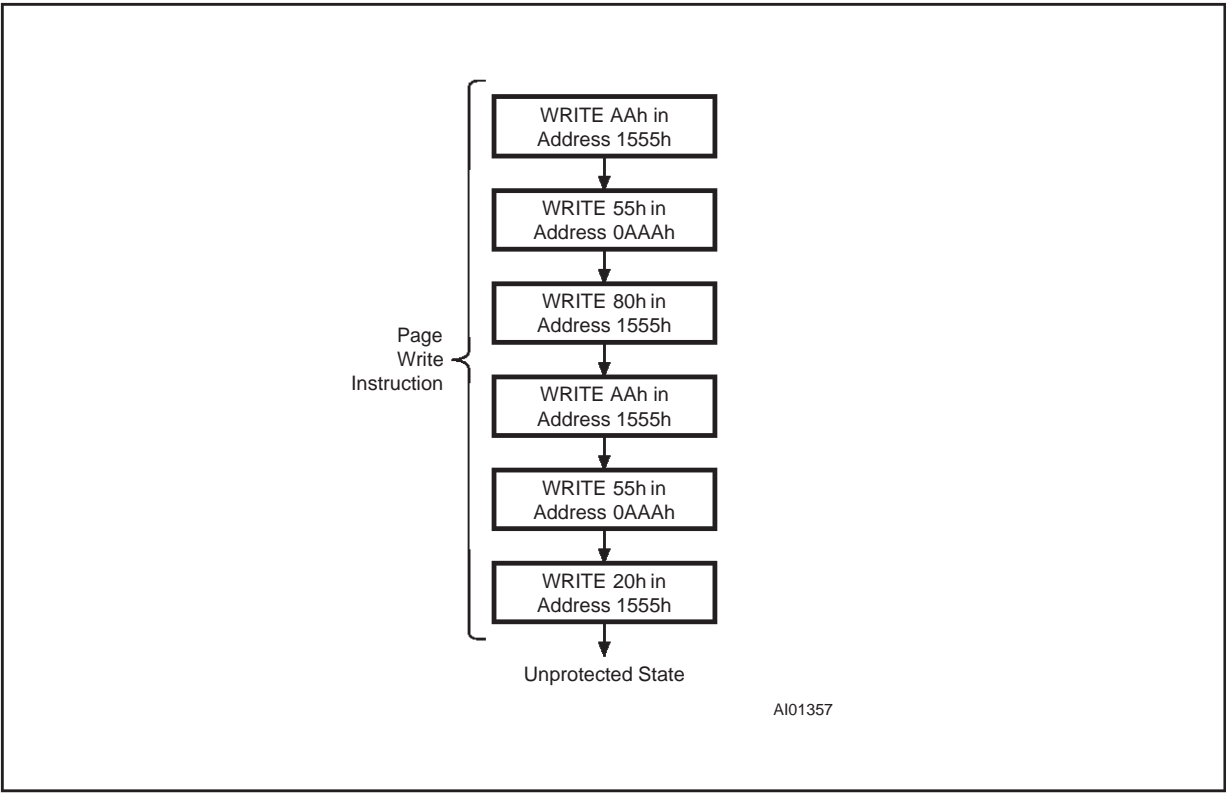 WRITE AAh in
Address 1555h
WRITE 55h in
Address 0AAAh
WRITE 80h in
Address 1555h
Page
Write
Instruction
WRITE AAh in
Address 1555h
WRITE 55h in
Address 0AAAh
WRITE 20h in
Address 1555h
Unprotected State
AI01357